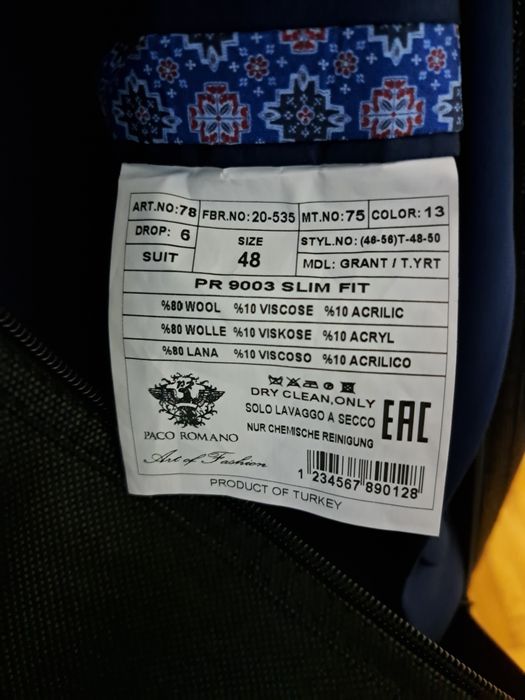 ART.NO:78 FBR.NO: 20-535 MT.NO: 75 COLOR: 13
DROP: 6 SIZE STYL.NO: (46-56)T-48-50
SUIT 48 MDL: GRANT / T.YRT
PR 9003 SLIM FIT
%80 WOOL %10 VISCOSE %10 ACRILIC
%80 WOLLE %10 VISKOSE %10 ACRYL
%80 LANA %10 VISCOSO %10 ACRILICO
DRY CLEAN,ONLY
SOLO LAVAGGO A SECCO
NUR CHEMISCHE REINIGUNG
EAC
PACO ROMANO
Art of Fashion
1 234567 890128
PRODUCT OF TURKEY